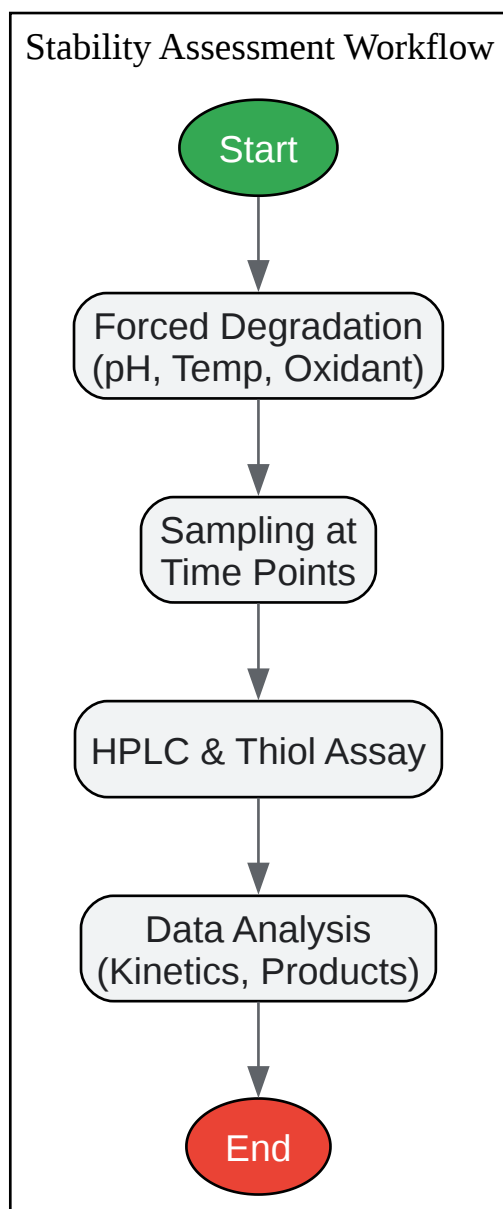 Stability Assessment Workflow
Start
Forced Degradation
(pH, Temp, Oxidant)
Sampling at
Time Points
HPLC & Thiol Assay
Data Analysis
(Kinetics, Products)
End